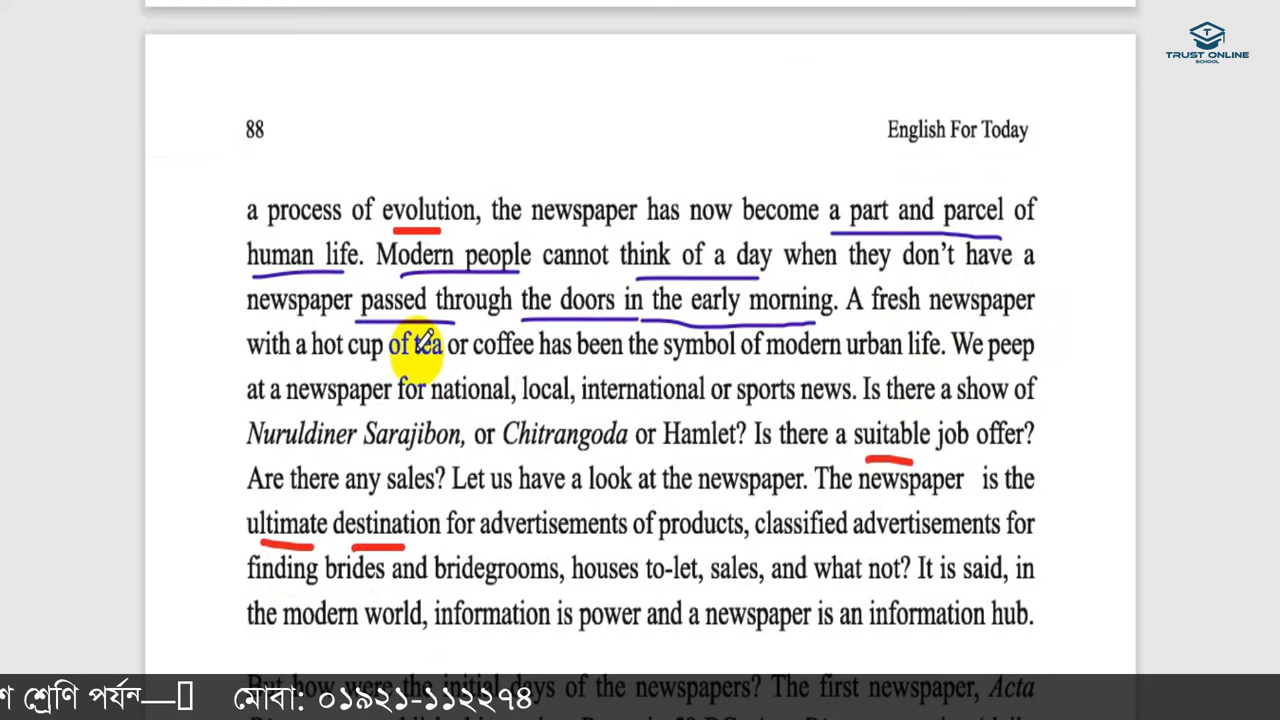 TRUST ONLINE
SCHOOL
88
English For Today
a process of evolution, the newspaper has now become a part and parcel of
human life. Modern people cannot think of a day when they don't have a
newspaper passed through the doors in the early morning. A fresh newspaper
with a hot cup of tea or coffee has been the symbol of modern urban life. We peep
at a newspaper for national, local, international or sports news. Is there a show of
Nuruldiner Sarajibon, or Chitrangoda or Hamlet? Is there a suitable job offer?
Are there any sales? Let us have a look at the newspaper. The newspaper is the
ultimate destination for advertisements of products, classified advertisements for
finding brides and bridegrooms, houses to-let, sales, and what not? It is said, in
the modern world, information is power and a newspaper is an information hub.
But how were the initial days of the newspapers? The first newspaper, Acta
শ্রেণি পর্যন—▯ মোবা: ০১৯২১-১১২২৭৪